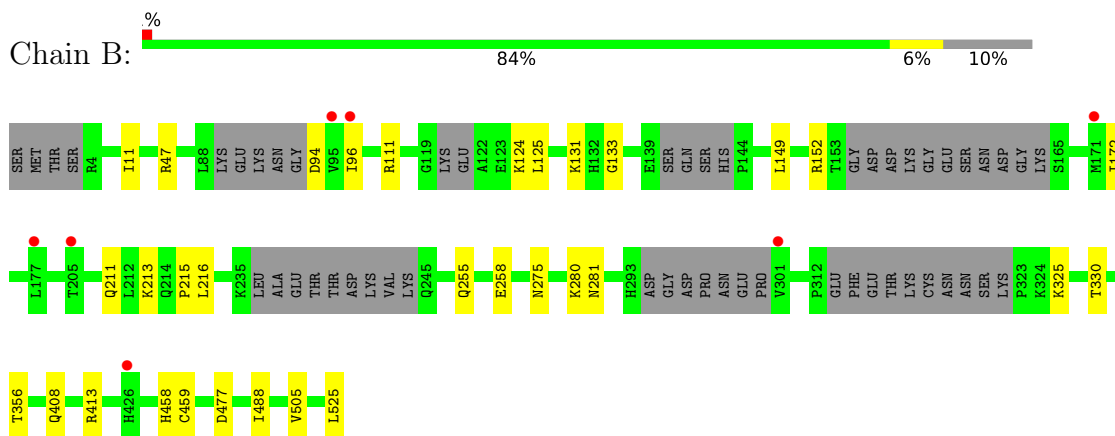 %
Chain B:
84% 6% 10%
SER MET THR SER R4 I11 R47 L88 LYS GLU LYS ASN GLY D94 V95 I96 R111 G119 LYS GLU A122 E123 K124 L125 K131 H132 G133 E139 SER GLN SER HIS P144 L149 R152 T153 GLY ASP ASP LYS GLY GLU SER ASN ASP GLY LYS S165 M171
L177 T205 Q211 L212 K213 Q214 P215 L216 K235 LEU ALA GLU THR THR ASP LYS VAL LYS Q245 Q255 E258 N275 K280 N281 H293 ASP GLY ASP PRO ASN GLU PRO V301 P312 GLU PHE GLU THR LYS CYS ASN ASN SER LYS P323 K324 K325 T330
T356 Q408 R413 H426 H458 C459 D477 I488 V505 L525